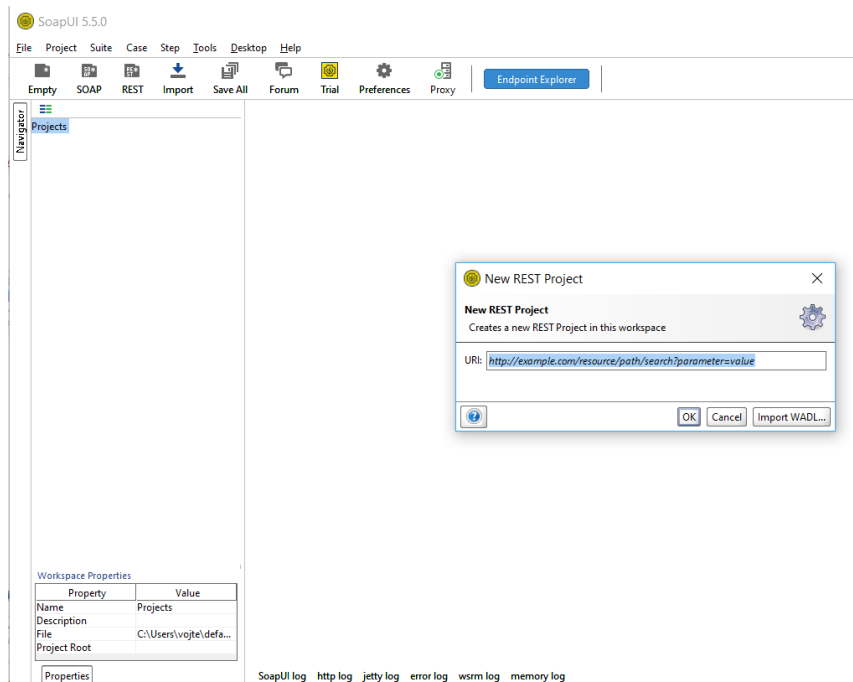 SoapUI 5.5.0
File Project Suite Case Step Tools Desktop Help
Empty SOAP REST Import Save All Forum Trial Preferences Proxy Endpoint Explorer
Navigator
Projects
New REST Project
New REST Project
Creates a new REST Project in this workspace
URI: http://example.com/resource/path/search?parameter=value
OK Cancel Import WADL...
Workspace Properties
Property Value
Name Projects
Description
File C:\Users\vojte\defa...
Project Root
Properties
SoapUI log http log jetty log error log wsrm log memory log